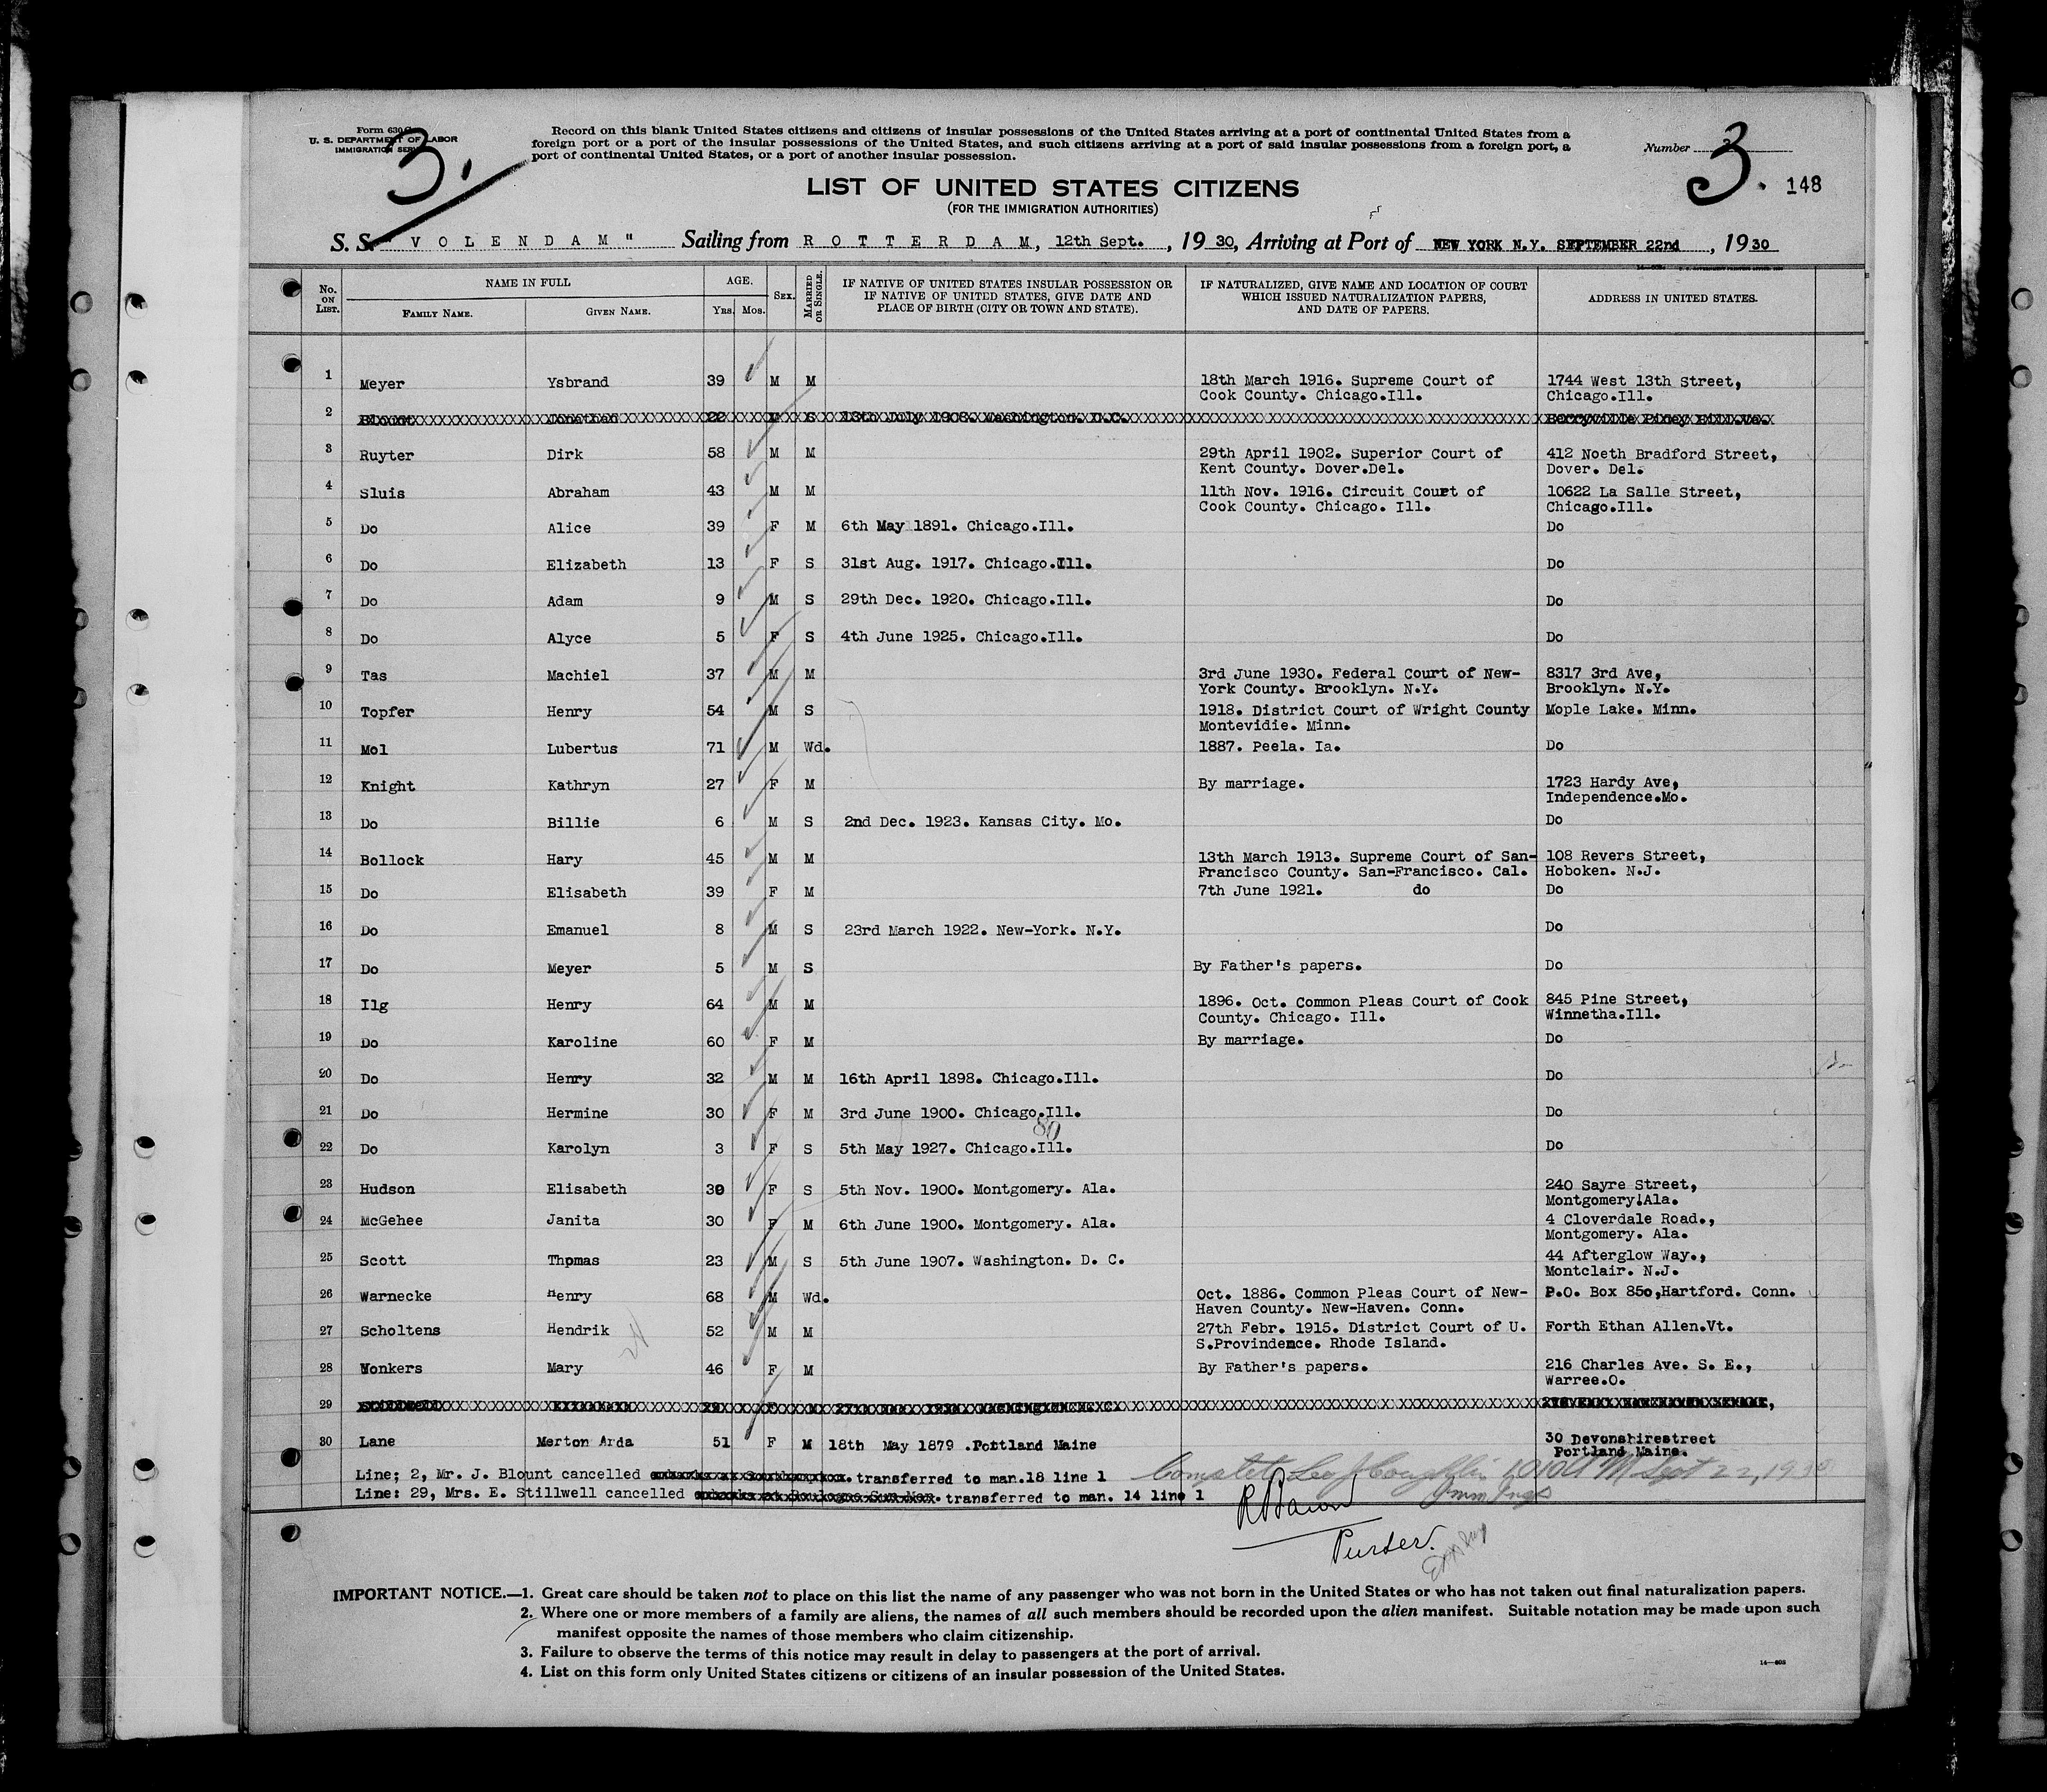 Form 630
U. S. DEPARTMENT OF LABOR
IMMIGRATION SERV
3.
Record on this blank United States citizens and citizens of insular possessions of the United States arriving at a port of continental United States from a
foreign port or a port of the insular possessions of the United States, and such citizens arriving at a port of said insular possessions from a foreign port, a
port of continental United States, or a port of another insular possession.
Number 3. 148
LIST OF UNITED STATES CITIZENS
(FOR THE IMMIGRATION AUTHORITIES)
S. S. "VOLENDAM" Sailing from ROTTERDAM, 12th Sept., 1930, Arriving at Port of NEW YORK N.Y. SEPTEMBER 22nd, 1930
No. ON LIST. NAME IN FULL FAMILY NAME. GIVEN NAME. AGE. YRS. MOS. SEX. MARRIED OR SINGLE. IF NATIVE OF UNITED STATES INSULAR POSSESSION OR IF NATIVE OF UNITED STATES, GIVE DATE AND PLACE OF BIRTH (CITY OR TOWN AND STATE). IF NATURALIZED, GIVE NAME AND LOCATION OF COURT WHICH ISSUED NATURALIZATION PAPERS, AND DATE OF PAPERS. ADDRESS IN UNITED STATES.
1 Meyer Ysbrand 39 M M 18th March 1916. Supreme Court of 1744 West 13th Street,
Cook County. Chicago.Ill. Chicago.Ill.
2 Blount Jonathan 22 M S 13th July 1908. Washington. D.C. Berryville Piney Hill.Va.
3 Ruyter Dirk 58 M M 29th April 1902. Superior Court of 412 Noeth Bradford Street,
Kent County. Dover.Del. Dover. Del.
4 Sluis Abraham 43 M M 11th Nov. 1916. Circuit Court of 10622 La Salle Street,
Cook County. Chicago. Ill. Chicago.Ill.
5 Do Alice 39 F M 6th May 1891. Chicago.Ill. Do
6 Do Elizabeth 13 F S 31st Aug. 1917. Chicago.Ill. Do
7 Do Adam 9 M S 29th Dec. 1920. Chicago.Ill. Do
8 Do Alyce 5 F S 4th June 1925. Chicago.Ill. Do
9 Tas Machiel 37 M M 3rd June 1930. Federal Court of New- 8317 3rd Ave,
York County. Brooklyn. N.Y. Brooklyn. N.Y.
10 Topfer Henry 54 M S 1918. District Court of Wright County Mople Lake. Minn.
Montevidie. Minn.
11 Mol Lubertus 71 M Wd. 1887. Peela. Ia. Do
12 Knight Kathryn 27 F M By marriage. 1723 Hardy Ave,
Independence.Mo.
13 Do Billie 6 M S 2nd Dec. 1923. Kansas City. Mo. Do
14 Bollock Hary 45 M M 13th March 1913. Supreme Court of San- 108 Revers Street,
Francisco County. San-Francisco. Cal. Hoboken. N.J.
15 Do Elisabeth 39 F M 7th June 1921. do Do
16 Do Emanuel 8 M S 23rd March 1922. New-York. N.Y. Do
17 Do Meyer 5 M S By Father's papers. Do
18 Ilg Henry 64 M M 1896. Oct. Common Pleas Court of Cook 845 Pine Street,
County. Chicago. Ill. Winnetha.Ill.
19 Do Karoline 60 F M By marriage. Do
20 Do Henry 32 M M 16th April 1898. Chicago.Ill. Do
21 Do Hermine 30 F M 3rd June 1900. Chicago.Ill. Do
22 Do Karolyn 3 F S 5th May 1927. Chicago.Ill. Do
23 Hudson Elisabeth 30 F S 5th Nov. 1900. Montgomery. Ala. 240 Sayre Street,
Montgomery.Ala.
24 McGehee Janita 30 F M 6th June 1900. Montgomery. Ala. 4 Cloverdale Road.,
Montgomery. Ala.
25 Scott Thomas 23 M S 5th June 1907. Washington. D. C. 44 Afterglow Way.,
Montclair. N.J.
26 Warnecke Henry 68 M Wd. Oct. 1886. Common Pleas Court of New- P.O. Box 850,Hartford. Conn.
Haven County. New-Haven. Conn.
27 Scholtens Hendrik 52 M M 27th Febr. 1915. District Court of U. Forth Ethan Allen.Vt.
S.Providence. Rhode Island.
28 Wonkers Mary 46 F M By Father's papers. 216 Charles Ave. S. E.,
Warree.O.
29 Stillwell
30 Lane Merton Arda 51 F M 18th May 1879 .Portland Maine 30 Devonshirestreet
Portland Maine.
Line; 2, Mr. J. Blount cancelled transferred to man.18 line 1
Line: 29, Mrs. E. Stillwell cancelled transferred to man. 14 line 1
Sept 22, 1930
Purser.
IMPORTANT NOTICE.—1. Great care should be taken not to place on this list the name of any passenger who was not born in the United States or who has not taken out final naturalization papers.
2. Where one or more members of a family are aliens, the names of all such members should be recorded upon the alien manifest. Suitable notation may be made upon such
manifest opposite the names of those members who claim citizenship.
3. Failure to observe the terms of this notice may result in delay to passengers at the port of arrival.
4. List on this form only United States citizens or citizens of an insular possession of the United States.